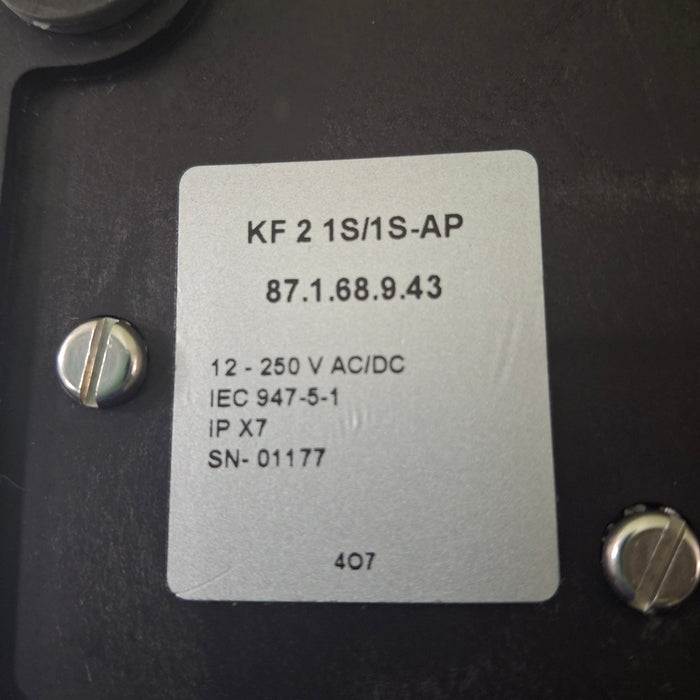 KF 2 1S/1S-AP
87.1.68.9.43
12 - 250 V AC/DC
IEC 947-5-1
IP X7
SN- 01177
407